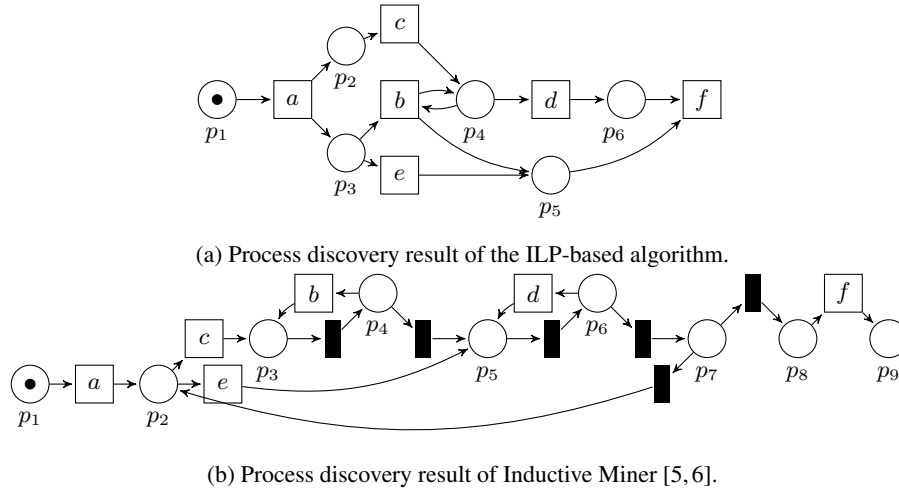 c
p2
a b d f
p1 p4 p6
p3 e
p5
(a) Process discovery result of the ILP-based algorithm.
b d f
p4 p6
c
p3 p5 p7 p8 p9
a e
p1 p2
(b) Process discovery result of Inductive Miner [5, 6].